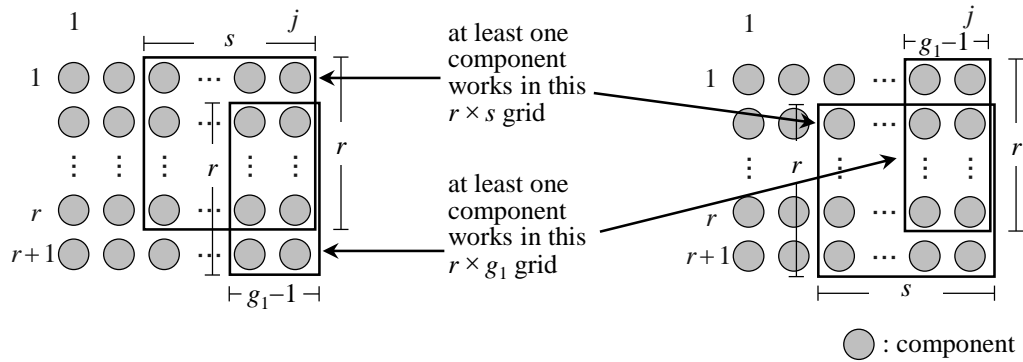 1
s
j
1
r
r
r
r+1
g₁−1
at least one
component
works in this
r × s grid
at least one
component
works in this
r × g₁ grid
1
j
g₁−1
1
r
r
r
r+1
s
: component